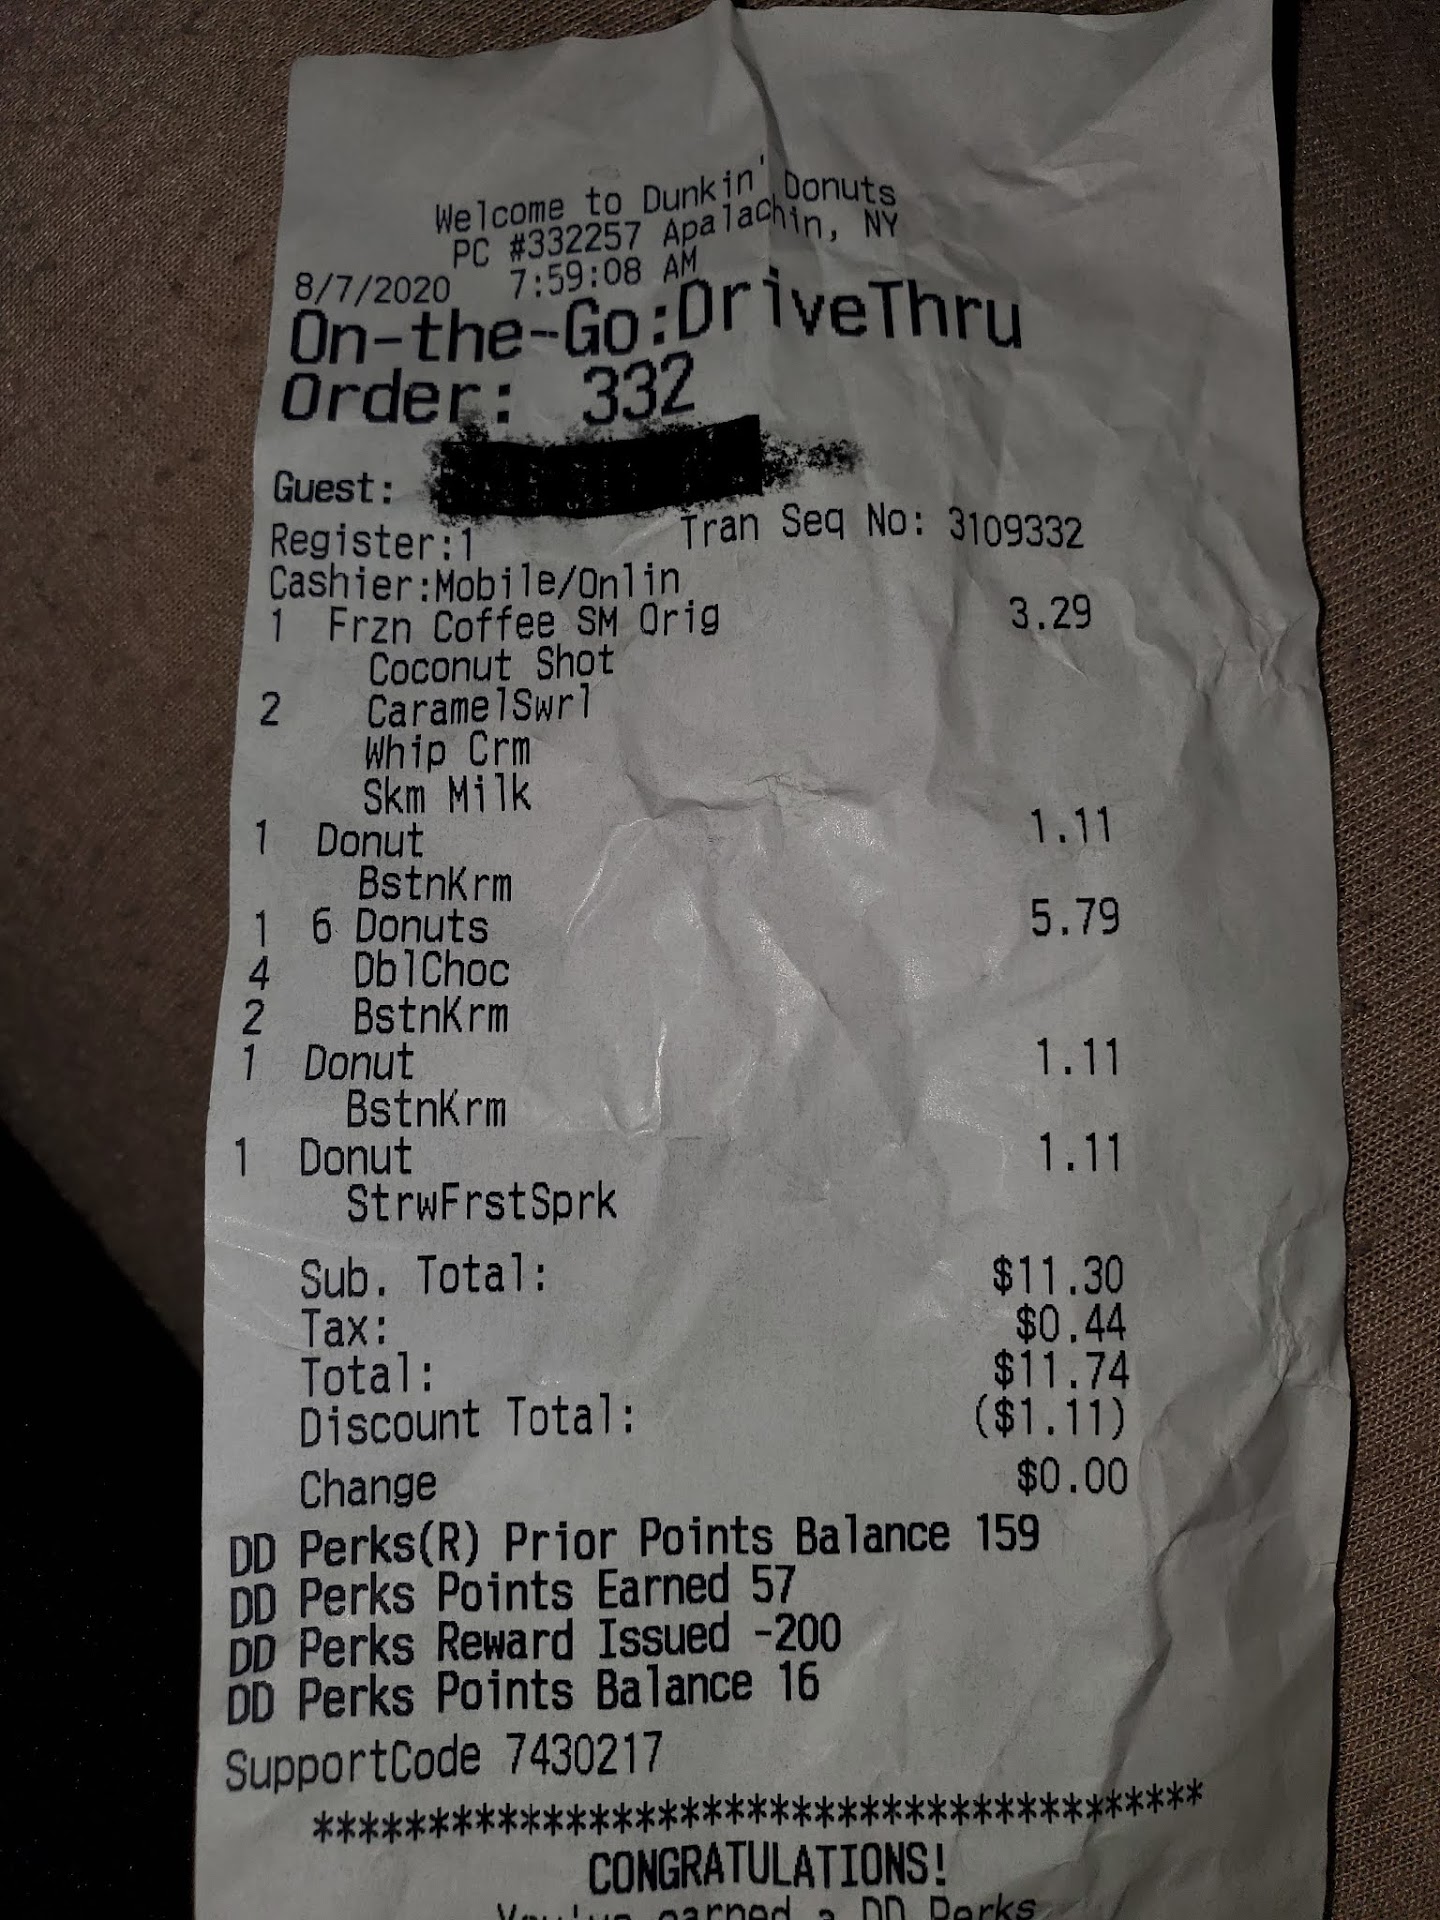 Welcome to Dunkin' Donuts
PC #332257 Apalachin, NY
8/7/2020 7:59:08 AM
On-the-Go:DriveThru
Order: 332
Guest:
Register:1 Tran Seq No: 3109332
Cashier:Mobile/Onlin
1 Frzn Coffee SM Orig 3.29
Coconut Shot
2 CaramelSwrl
Whip Crm
Skm Milk
1 Donut 1.11
BstnKrm
1 6 Donuts 5.79
4 DblChoc
2 BstnKrm
1 Donut 1.11
BstnKrm
1 Donut 1.11
StrwFrstSprk
Sub. Total: $11.30
Tax: $0.44
Total: $11.74
Discount Total: ($1.11)
Change $0.00
DD Perks(R) Prior Points Balance 159
DD Perks Points Earned 57
DD Perks Reward Issued -200
DD Perks Points Balance 16
SupportCode 7430217
***************************************
CONGRATULATIONS!
You've earned a DD Perks